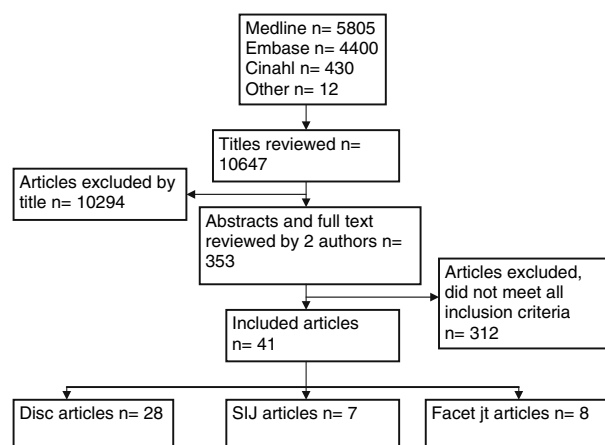 Medline = 5805
Embase = 4400
Cinahl = 430
Other n= 12
Titles reviewed n=
10647
Articles excluded by
title n= 10294
Abstracts and full text
reviewed by 2 authors n=
353
Articles excluded,
did not meet all
inclusion criteria
n= 312
Included articles
n= 41
Disc articles n= 28
SIJ articles n= 7
Facet jt articles n= 8